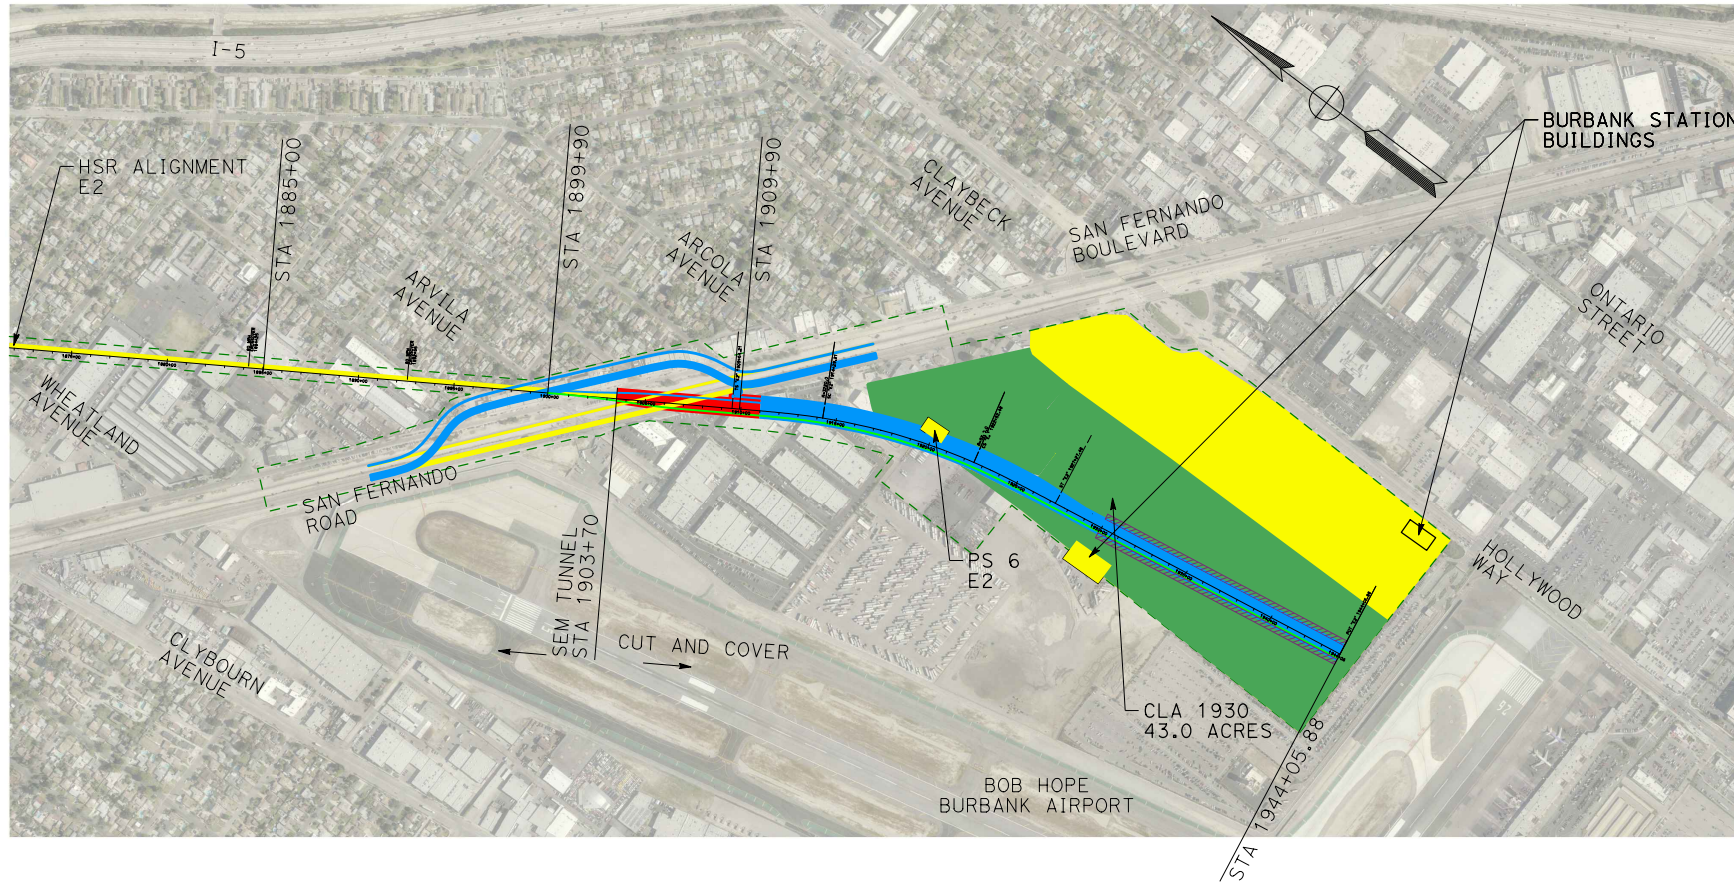 I-5
BURBANK STATION
BUILDINGS
HSR ALIGNMENT
E2
STA 1885+00
STA 1899+90
STA 1909+90
CLAYBECK
AVENUE
SAN FERNANDO
BOULEVARD
ARCOLA
AVENUE
ARVILA
AVENUE
ONTARIO
STREET
WHEATLAND
AVENUE
SAN FERNANDO
ROAD
SEM TUNNEL
STA 1903+70
CUT AND COVER
PS 6
E2
HOLLYWOOD
WAY
CLYBOURN
AVENUE
CLA 1930
43.0 ACRES
BOB HOPE
BURBANK AIRPORT
STA 1944+05.88